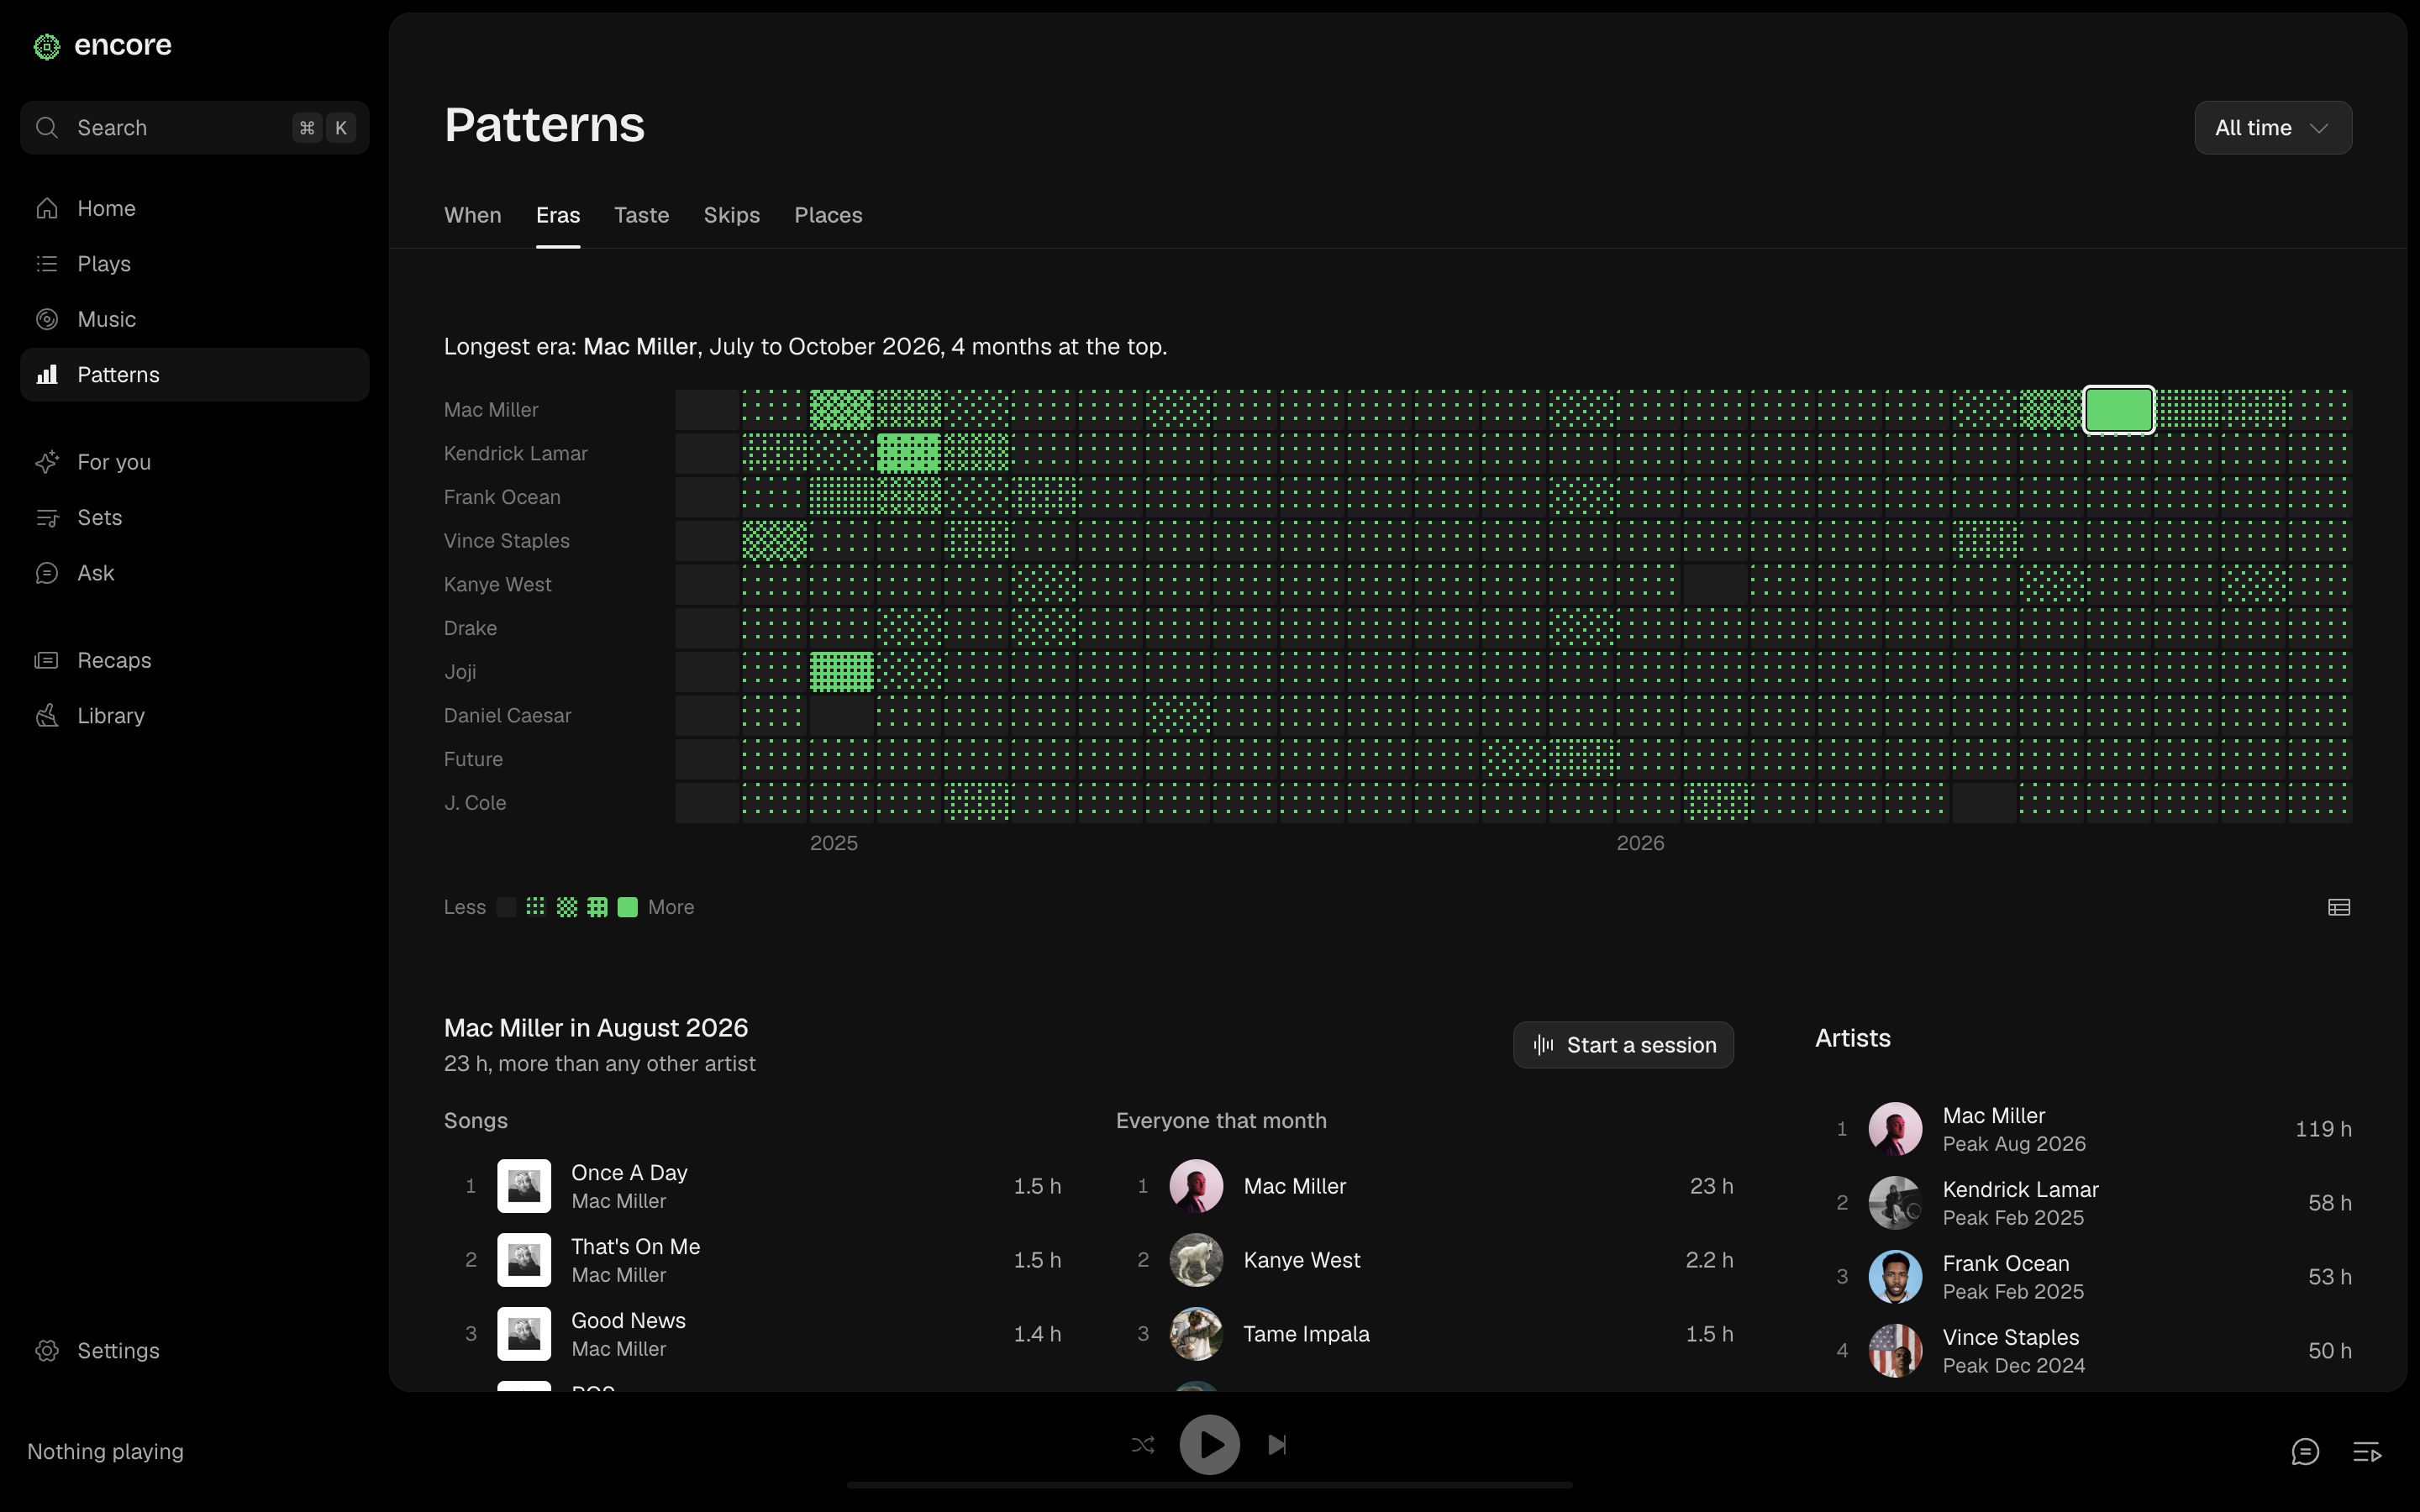 encore
Search ⌘ K
Home
Plays
Music
Patterns
For you
Sets
Ask
Recaps
Library
Settings
Nothing playing
Patterns
All time
When Eras Taste Skips Places
Longest era: Mac Miller, July to October 2026, 4 months at the top.
Mac Miller
Kendrick Lamar
Frank Ocean
Vince Staples
Kanye West
Drake
Joji
Daniel Caesar
Future
J. Cole
2025 2026
Less More
Mac Miller in August 2026
23 h, more than any other artist
Start a session
Songs
1 Once A Day 1.5 h
Mac Miller
2 That's On Me 1.5 h
Mac Miller
3 Good News 1.4 h
Mac Miller
Everyone that month
1 Mac Miller 23 h
2 Kanye West 2.2 h
3 Tame Impala 1.5 h
Artists
1 Mac Miller 119 h
Peak Aug 2026
2 Kendrick Lamar 58 h
Peak Feb 2025
3 Frank Ocean 53 h
Peak Feb 2025
4 Vince Staples 50 h
Peak Dec 2024